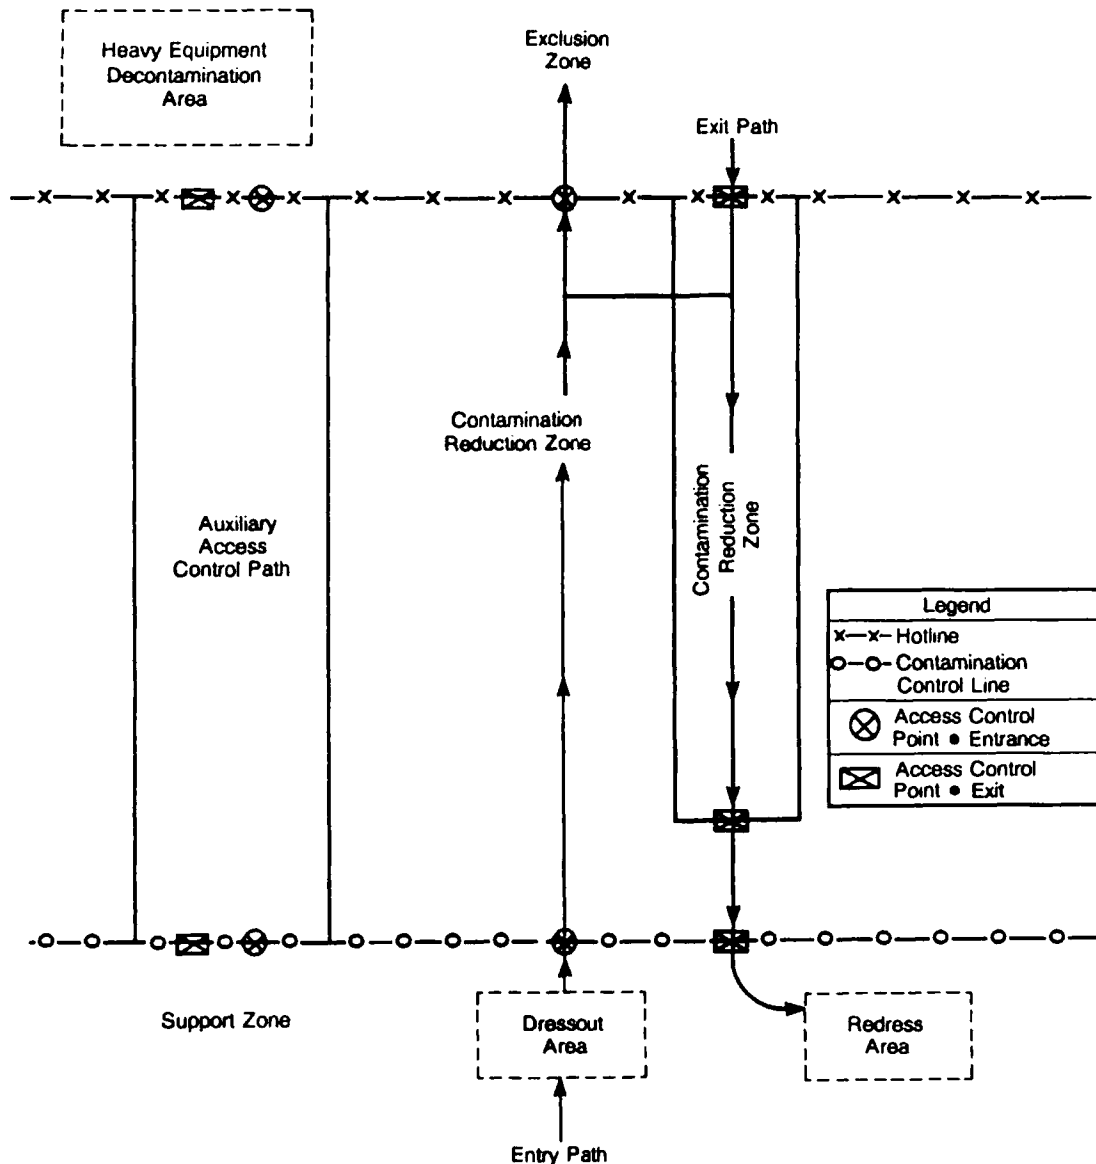 Heavy Equipment
Decontamination
Area
Exclusion
Zone
Exit Path
Contamination
Reduction Zone
Contamination
Reduction
Zone
Auxiliary
Access
Control Path
Legend
x—x- Hotline
o—o- Contamination
Control Line
Access Control
Point • Entrance
Access Control
Point • Exit
Support Zone
Dressout
Area
Redress
Area
Entry Path